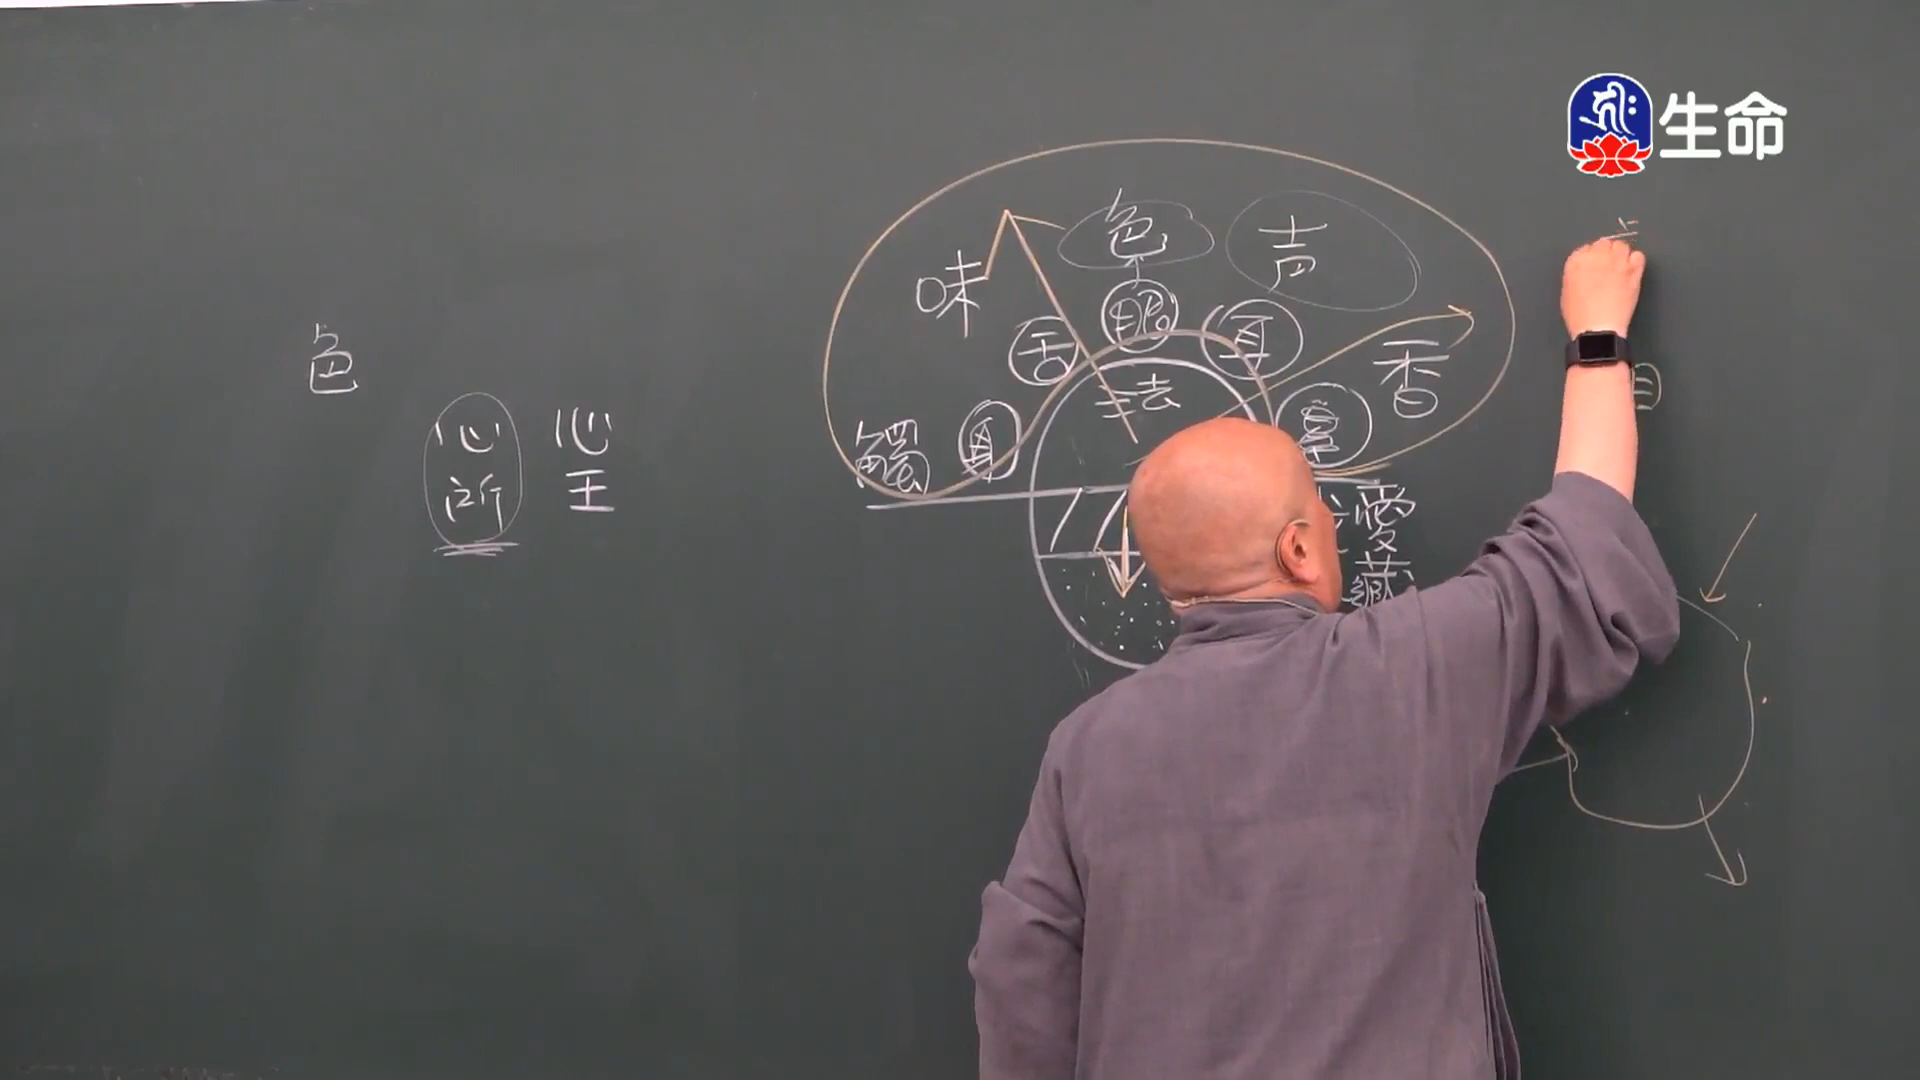 生命
色
声
味
眼
舌
耳
香
色
法
心所
心王
觸
身
鼻
我愛
藏